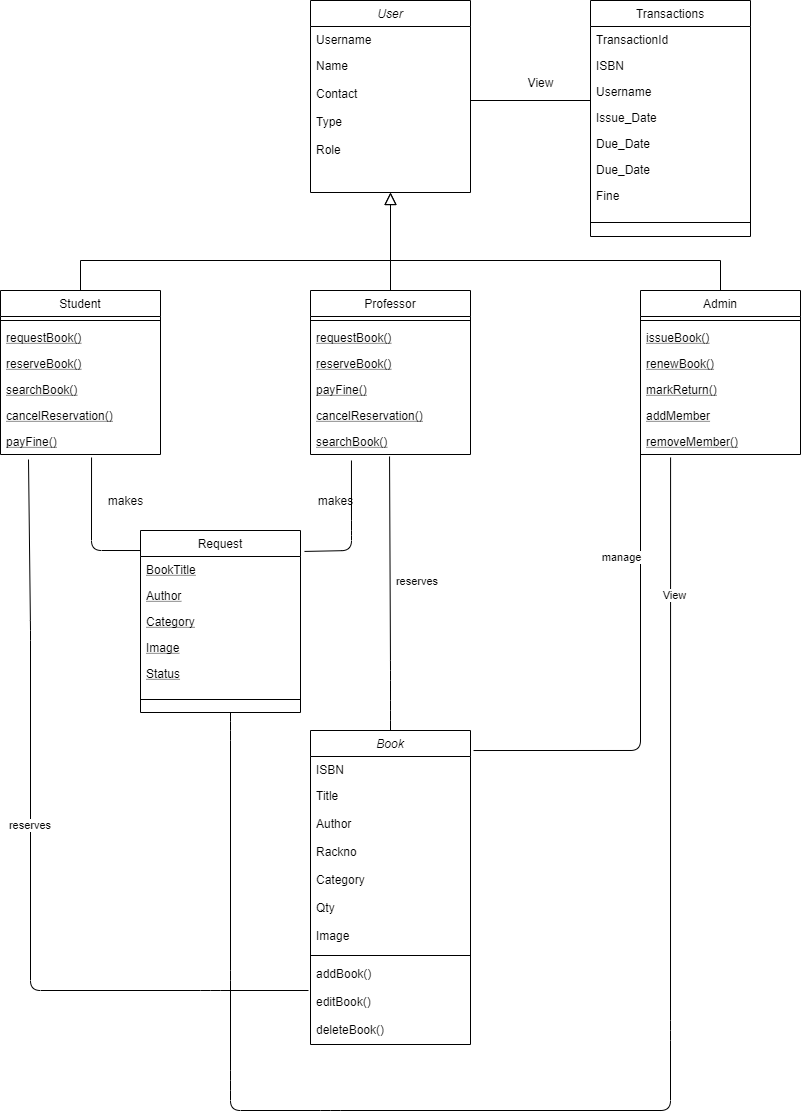 User
Username
Name
Contact
Type
Role
View
Transactions
TransactionId
ISBN
Username
Issue_Date
Due_Date
Due_Date
Fine
Student
requestBook()
reserveBook()
searchBook()
cancelReservation()
payFine()
Professor
requestBook()
reserveBook()
payFine()
cancelReservation()
searchBook()
Admin
issueBook()
renewBook()
markReturn()
addMember
removeMember()
makes
makes
Request
BookTitle
Author
Category
Image
Status
reserves
manage
View
Book
ISBN
Title
Author
Rackno
Category
Qty
Image
addBook()
editBook()
deleteBook()
reserves